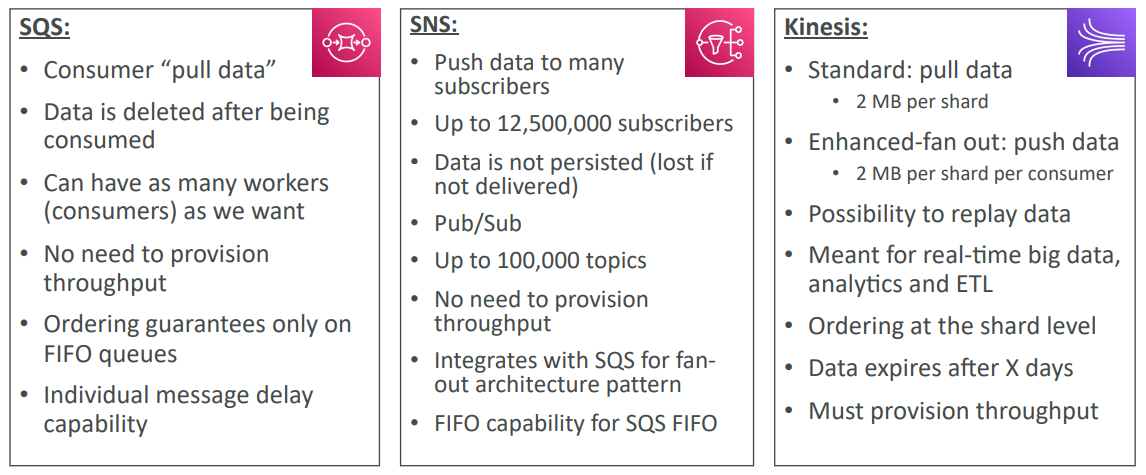 SQS:
• Consumer “pull data”
• Data is deleted after being
consumed
• Can have as many workers
(consumers) as we want
• No need to provision
throughput
• Ordering guarantees only on
FIFO queues
• Individual message delay
capability
SNS:
• Push data to many
subscribers
• Up to 12,500,000 subscribers
• Data is not persisted (lost if
not delivered)
• Pub/Sub
• Up to 100,000 topics
• No need to provision
throughput
• Integrates with SQS for fan-
out architecture pattern
• FIFO capability for SQS FIFO
Kinesis:
• Standard: pull data
• 2 MB per shard
• Enhanced-fan out: push data
• 2 MB per shard per consumer
• Possibility to replay data
• Meant for real-time big data,
analytics and ETL
• Ordering at the shard level
• Data expires after X days
• Must provision throughput